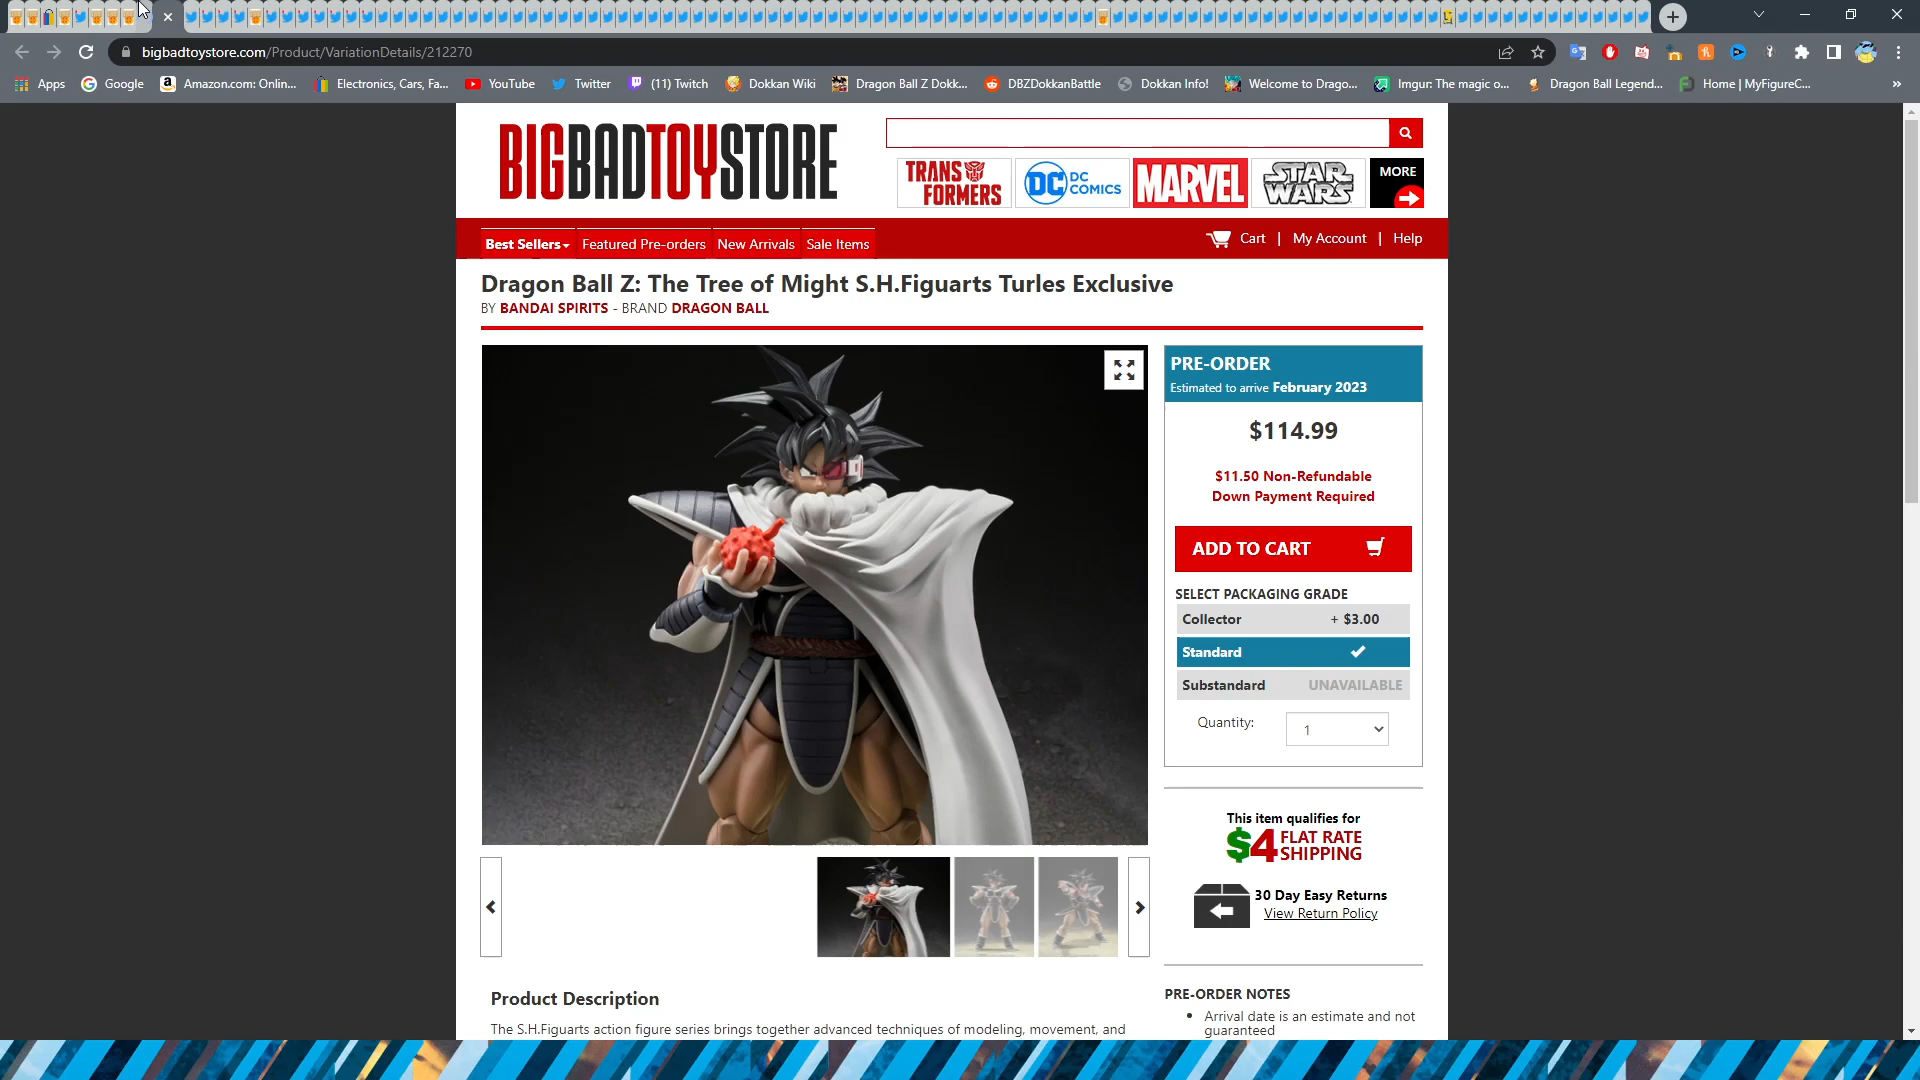 bigbadtoystore.com/Product/VariationDetails/212270
Apps Google Amazon.com: Onlin... Electronics, Cars, Fa... YouTube Twitter (11) Twitch Dokkan Wiki Dragon Ball Z Dokk... DBZDokkanBattle Dokkan Info! Welcome to Drago... Imgur: The magic o... Dragon Ball Legend... Home | MyFigureC... »
BIGBADTOYSTORE
TRANSFORMERS DC DC COMICS MARVEL STAR WARS MORE
Best Sellers Featured Pre-orders New Arrivals Sale Items Cart | My Account | Help
Dragon Ball Z: The Tree of Might S.H.Figuarts Turles Exclusive
BY BANDAI SPIRITS - BRAND DRAGON BALL
PRE-ORDER
Estimated to arrive February 2023
$114.99
$11.50 Non-Refundable
Down Payment Required
ADD TO CART
SELECT PACKAGING GRADE
Collector + $3.00
Standard
Substandard UNAVAILABLE
Quantity: 1
This item qualifies for
$4 FLAT RATE SHIPPING
30 Day Easy Returns
View Return Policy
Product Description
The S.H.Figuarts action figure series brings together advanced techniques of modeling, movement, and
PRE-ORDER NOTES
• Arrival date is an estimate and not
guaranteed